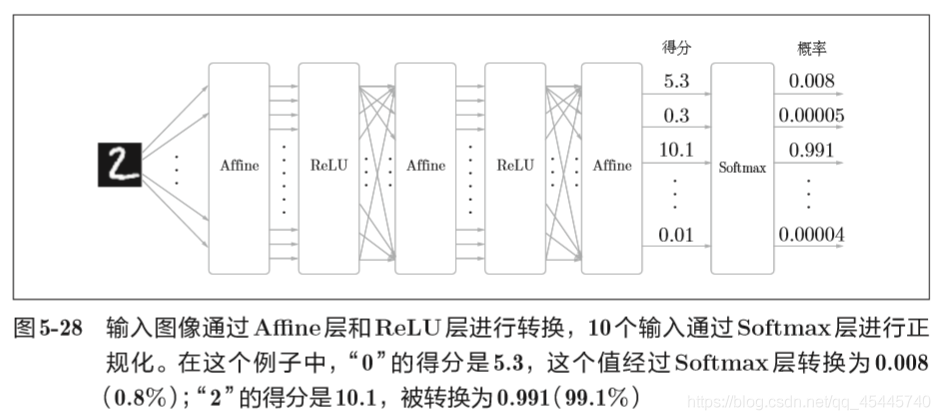 得分 概率
5.3 0.008
0.3 0.00005
10.1 0.991
2 Affine ReLU Affine ReLU Affine Softmax
0.01 0.00004
图5-28 输入图像通过Affine层和ReLU层进行转换，10个输入通过Softmax层进行正
规化。在这个例子中，“0”的得分是5.3，这个值经过Softmax层转换为0.008
（0.8%）；“2”的得分是10.1，被转换为0.991（99.1%）
https://blog.csdn.net/qq_45445740